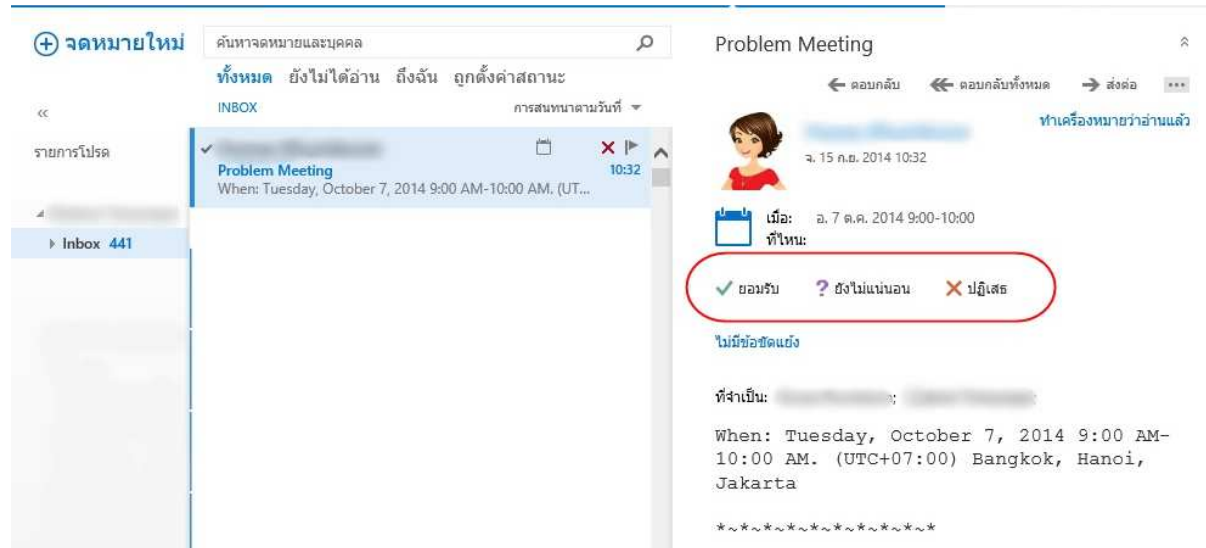 จดหมายใหม่
ค้นหาจดหมายและบุคคล
ทั้งหมด ยังไม่ได้อ่าน ถึงฉัน ถูกตั้งค่าสถานะ
INBOX การสนทนาตามวันที่
«
รายการโปรด
Problem Meeting 10:32
When: Tuesday, October 7, 2014 9:00 AM-10:00 AM. (UT...
Inbox 441
Problem Meeting
ตอบกลับ ตอบกลับทั้งหมด ส่งต่อ ...
ทำเครื่องหมายว่าอ่านแล้ว
จ. 15 ก.ย. 2014 10:32
เมื่อ: อ. 7 ต.ค. 2014 9:00-10:00
ที่ไหน:
ยอมรับ ? ยังไม่แน่นอน ปฏิเสธ
ไม่มีข้อขัดแย้ง
ที่จำเป็น: ;
When: Tuesday, October 7, 2014 9:00 AM-
10:00 AM. (UTC+07:00) Bangkok, Hanoi,
Jakarta
*~*~*~*~*~*~*~*~*~*